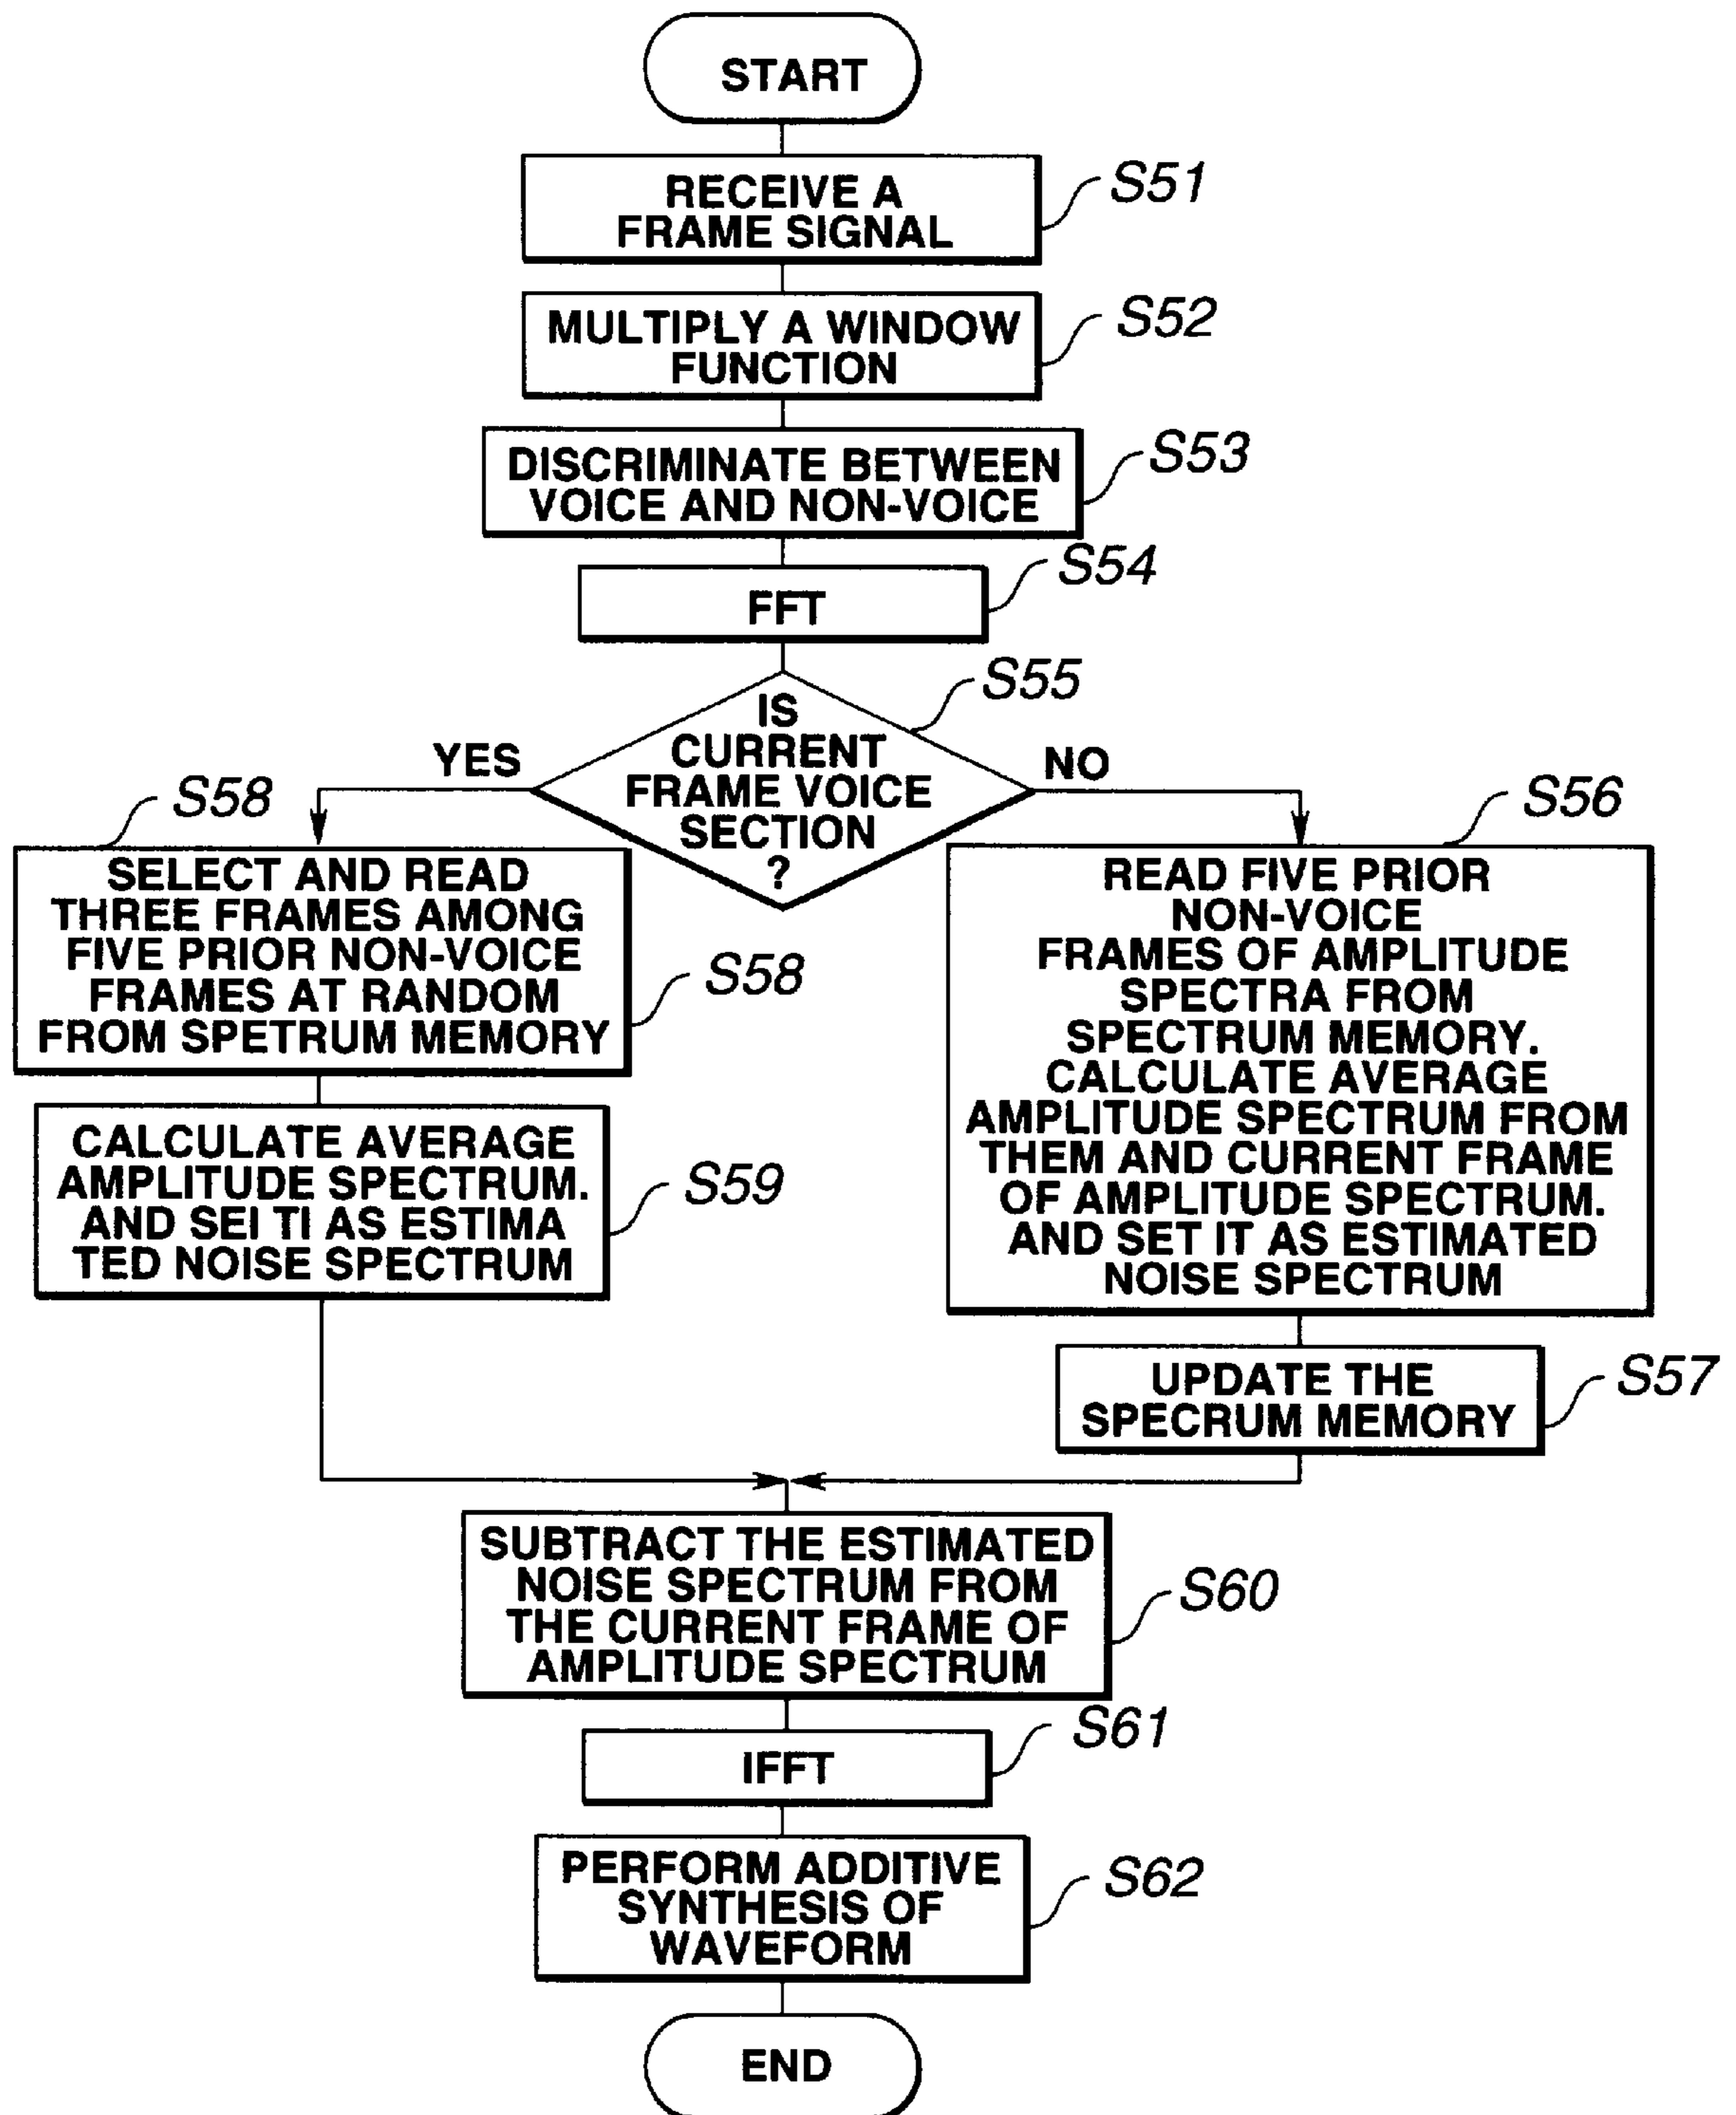 START
RECEIVE A
FRAME SIGNAL
S51
MULTIPLY A WINDOW
FUNCTION
S52
DISCRIMINATE BETWEEN
VOICE AND NON-VOICE
S53
FFT
S54
IS
CURRENT
FRAME VOICE
SECTION
?
S55
YES
NO
S58
SELECT AND READ
THREE FRAMES AMONG
FIVE PRIOR NON-VOICE
FRAMES AT RANDOM
FROM SPETRUM MEMORY
S58
CALCULATE AVERAGE
AMPLITUDE SPECTRUM.
AND SEI TI AS ESTIMA
TED NOISE SPECTRUM
S59
S56
READ FIVE PRIOR
NON-VOICE
FRAMES OF AMPLITUDE
SPECTRA FROM
SPECTRUM MEMORY.
CALCULATE AVERAGE
AMPLITUDE SPECTRUM FROM
THEM AND CURRENT FRAME
OF AMPLITUDE SPECTRUM.
AND SET IT AS ESTIMATED
NOISE SPECTRUM
UPDATE THE
SPECRUM MEMORY
S57
SUBTRACT THE ESTIMATED
NOISE SPECTRUM FROM
THE CURRENT FRAME OF
AMPLITUDE SPECTRUM
S60
IFFT
S61
PERFORM ADDITIVE
SYNTHESIS OF
WAVEFORM
S62
END